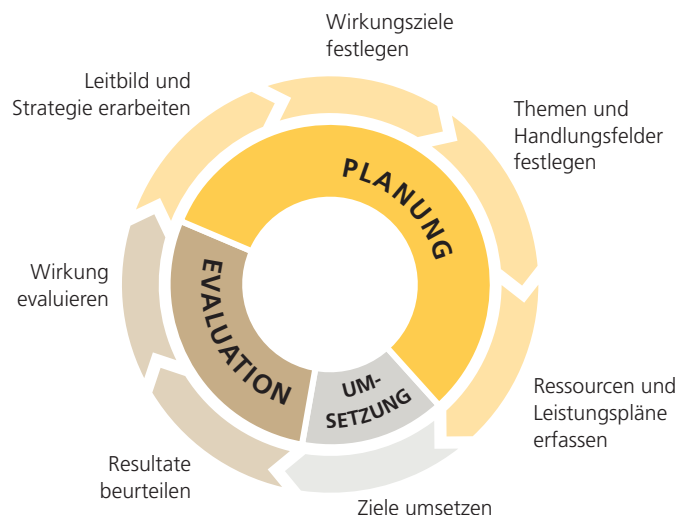 Wirkungsziele
festlegen
Leitbild und
Strategie erarbeiten
Themen und
Handlungsfelder
festlegen
PLANUNG
Wirkung
evaluieren
EVALUATION
UM-
SETZUNG
Ressourcen und
Leistungspläne
erfassen
Resultate
beurteilen
Ziele umsetzen